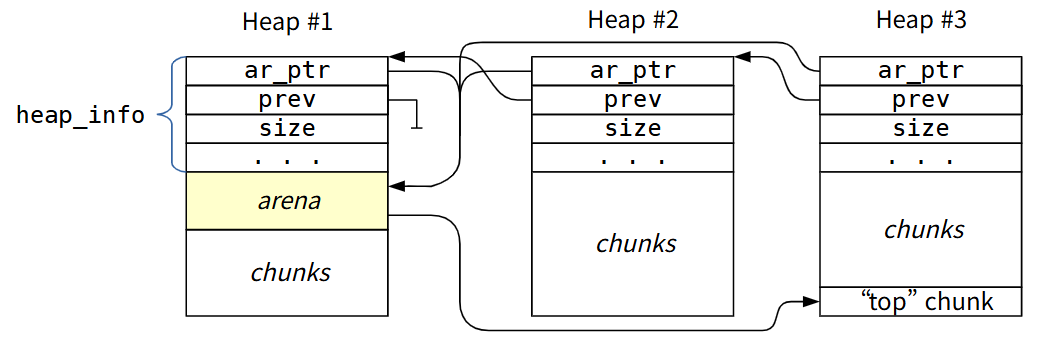 Heap #1
Heap #2
Heap #3
heap_info
ar_ptr
prev
size
. . .
arena
chunks
ar_ptr
prev
size
. . .
chunks
ar_ptr
prev
size
. . .
chunks
“top” chunk